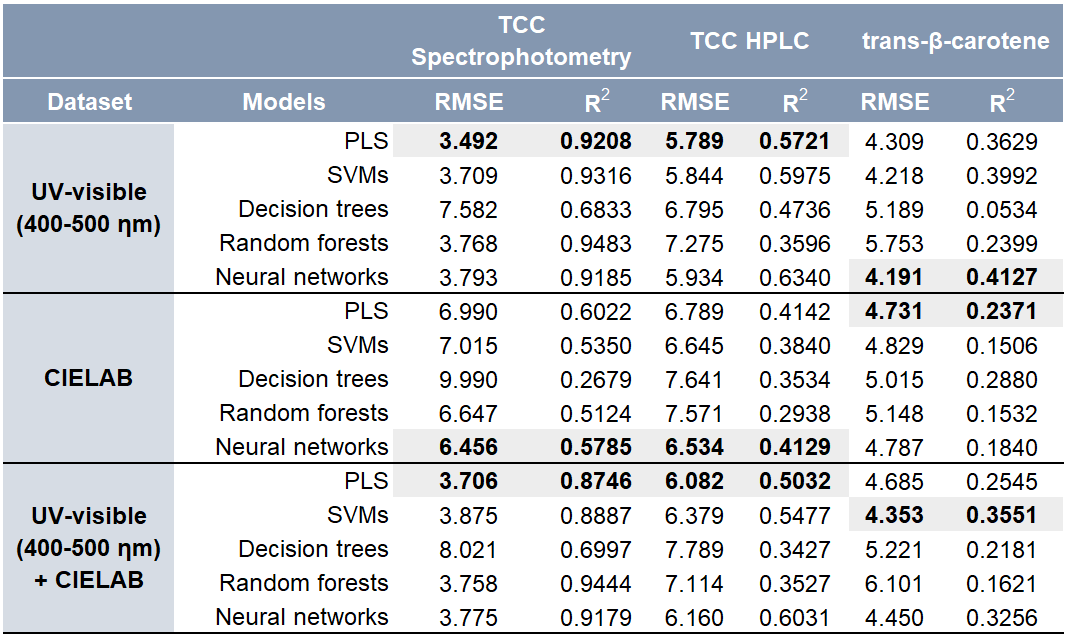 TCC Spectrophotometry TCC HPLC trans-β-carotene
Dataset Models RMSE R² RMSE R² RMSE R²
UV-visible (400-500 ηm)
PLS 3.492 0.9208 5.789 0.5721 4.309 0.3629
SVMs 3.709 0.9316 5.844 0.5975 4.218 0.3992
Decision trees 7.582 0.6833 6.795 0.4736 5.189 0.0534
Random forests 3.768 0.9483 7.275 0.3596 5.753 0.2399
Neural networks 3.793 0.9185 5.934 0.6340 4.191 0.4127
CIELAB
PLS 6.990 0.6022 6.789 0.4142 4.731 0.2371
SVMs 7.015 0.5350 6.645 0.3840 4.829 0.1506
Decision trees 9.990 0.2679 7.641 0.3534 5.015 0.2880
Random forests 6.647 0.5124 7.571 0.2938 5.148 0.1532
Neural networks 6.456 0.5785 6.534 0.4129 4.787 0.1840
UV-visible (400-500 ηm) + CIELAB
PLS 3.706 0.8746 6.082 0.5032 4.685 0.2545
SVMs 3.875 0.8887 6.379 0.5477 4.353 0.3551
Decision trees 8.021 0.6997 7.789 0.3427 5.221 0.2181
Random forests 3.758 0.9444 7.114 0.3527 6.101 0.1621
Neural networks 3.775 0.9179 6.160 0.6031 4.450 0.3256